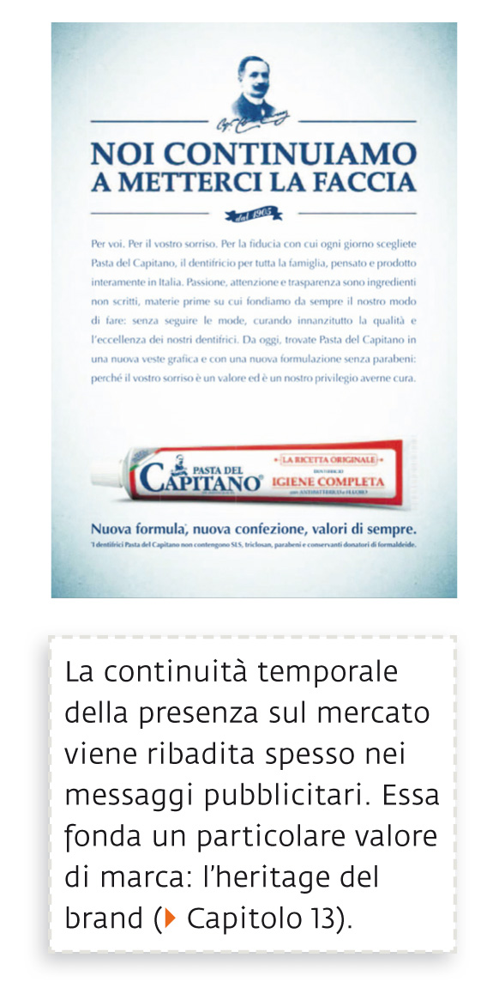 NOI CONTINUIAMO
A METTERCI LA FACCIA
dal 1905
Per voi. Per il vostro sorriso. Per la fiducia con cui ogni giorno scegliete
Pasta del Capitano, il dentifricio per tutta la famiglia, pensato e prodotto
interamente in Italia. Passione, attenzione e trasparenza sono ingredienti
non scritti, materie prime su cui fondiamo da sempre il nostro modo
di fare: senza seguire le mode, curando innanzitutto la qualità e
l'eccellenza dei nostri dentifrici. Da oggi, trovate Pasta del Capitano in
una nuova veste grafica e con una nuova formulazione senza parabeni:
perché il vostro sorriso è un valore ed è un nostro privilegio averne cura.
PASTA DEL
CAPITANO®
• LA RICETTA ORIGINALE •
DENTIFRICIO
IGIENE COMPLETA
con ANTIBATTERICO e FLUORO
Nuova formula*, nuova confezione, valori di sempre.
*I dentifrici Pasta del Capitano non contengono SLS, triclosan, parabeni e conservanti donatori di formaldeide.
La continuità temporale
della presenza sul mercato
viene ribadita spesso nei
messaggi pubblicitari. Essa
fonda un particolare valore
di marca: l'heritage del
brand (▶ Capitolo 13).